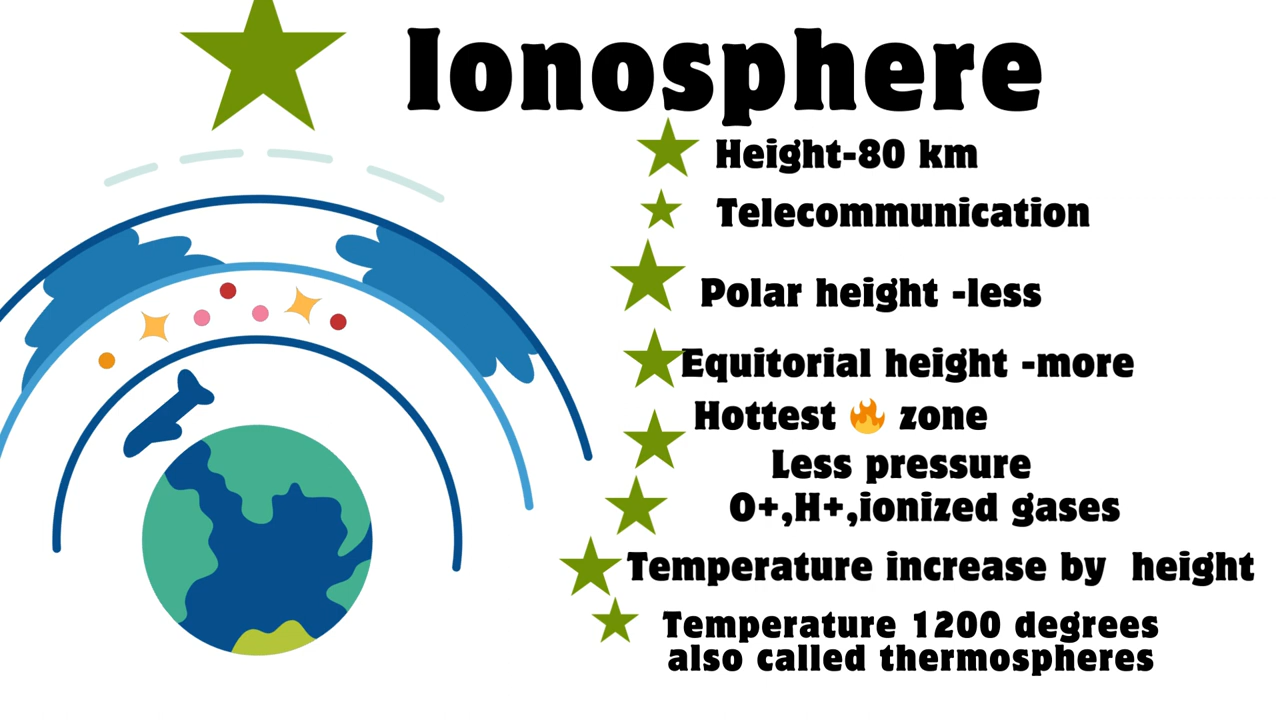 Ionosphere
Height-80 km
Telecommunication
Polar height -less
Equitorial height -more
Hottest 🔥 zone
Less pressure
O+,H+,ionized gases
Temperature increase by height
Temperature 1200 degrees
also called thermospheres